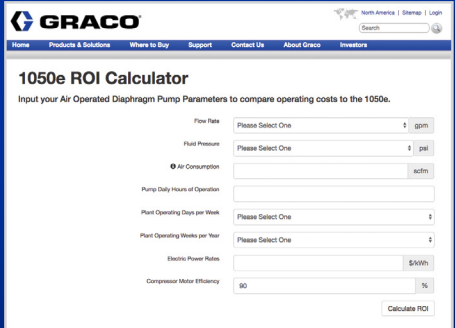 GRACO
North America | Sitemap | Login
Search
Home Products & Solutions Where to Buy Support Contact Us About Graco Investors
1050e ROI Calculator
Input your Air Operated Diaphragm Pump Parameters to compare operating costs to the 1050e.
Flow Rate Please Select One gpm
Fluid Pressure Please Select One psi
Air Consumption scfm
Pump Daily Hours of Operation
Plant Operating Days per Week Please Select One
Plant Operating Weeks per Year Please Select One
Electric Power Rates $/kWh
Compressor Motor Efficiency 90 %
Calculate ROI